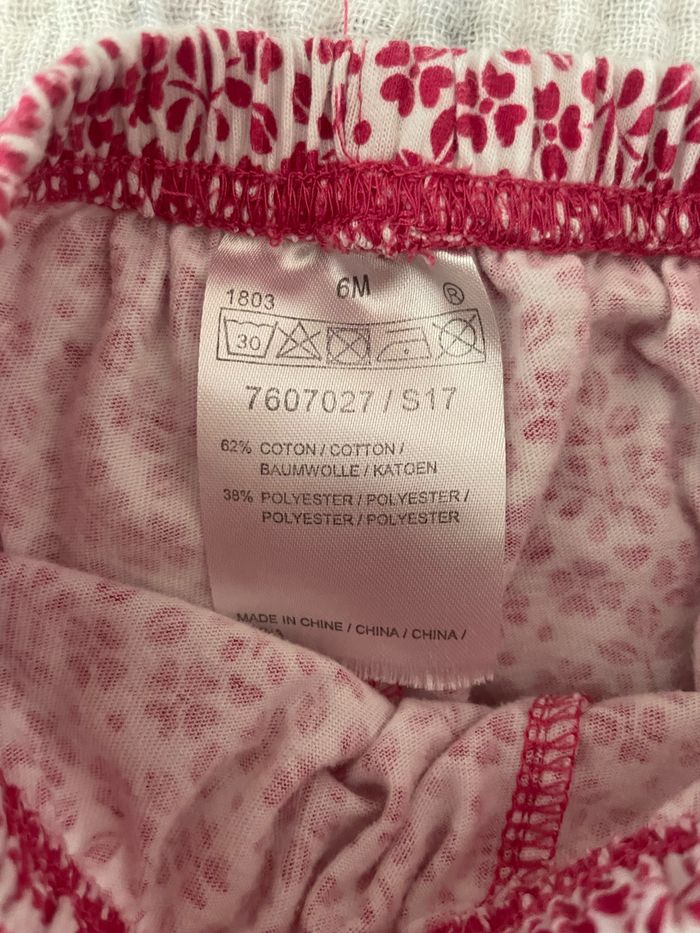 1803 6M ®
30
7607027 / S17
62% COTON / COTTON /
BAUMWOLLE / KATOEN
38% POLYESTER / POLYESTER /
POLYESTER / POLYESTER
MADE IN CHINE / CHINA / CHINA /